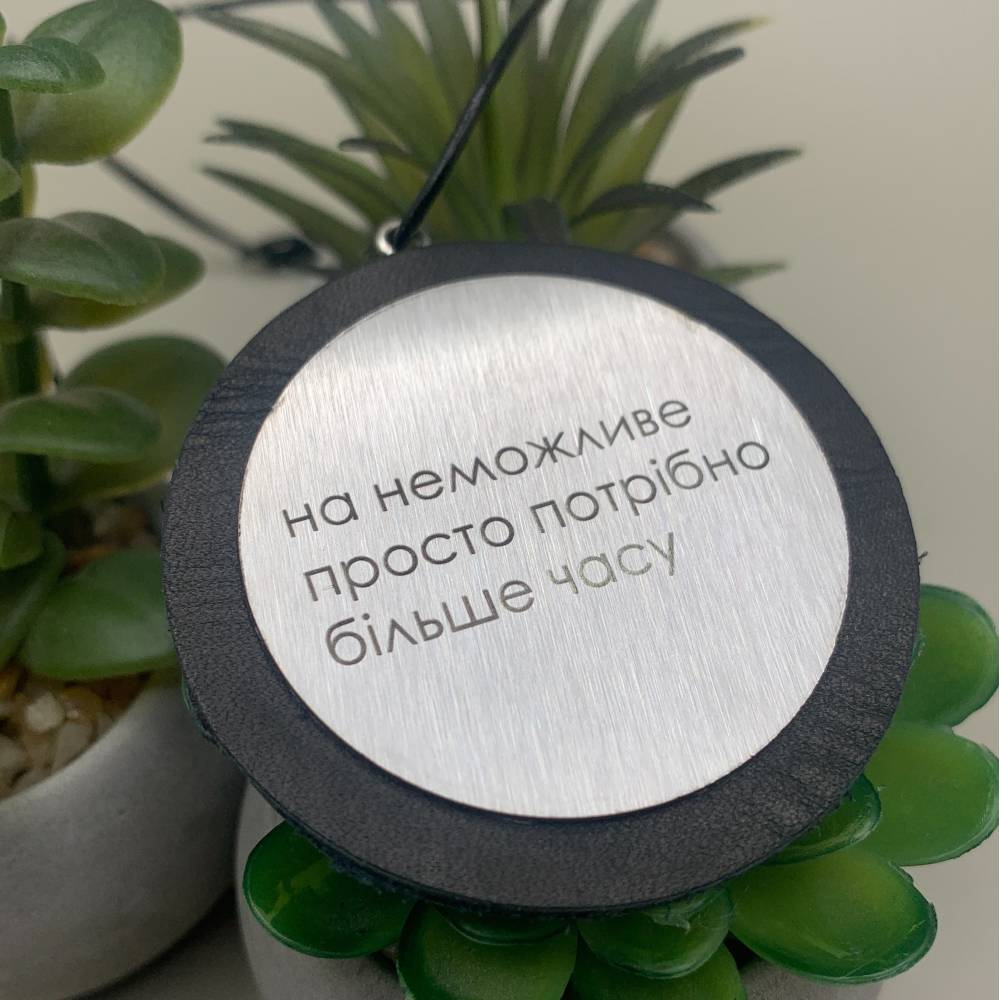 на неможливе
просто потрібно
більше часу